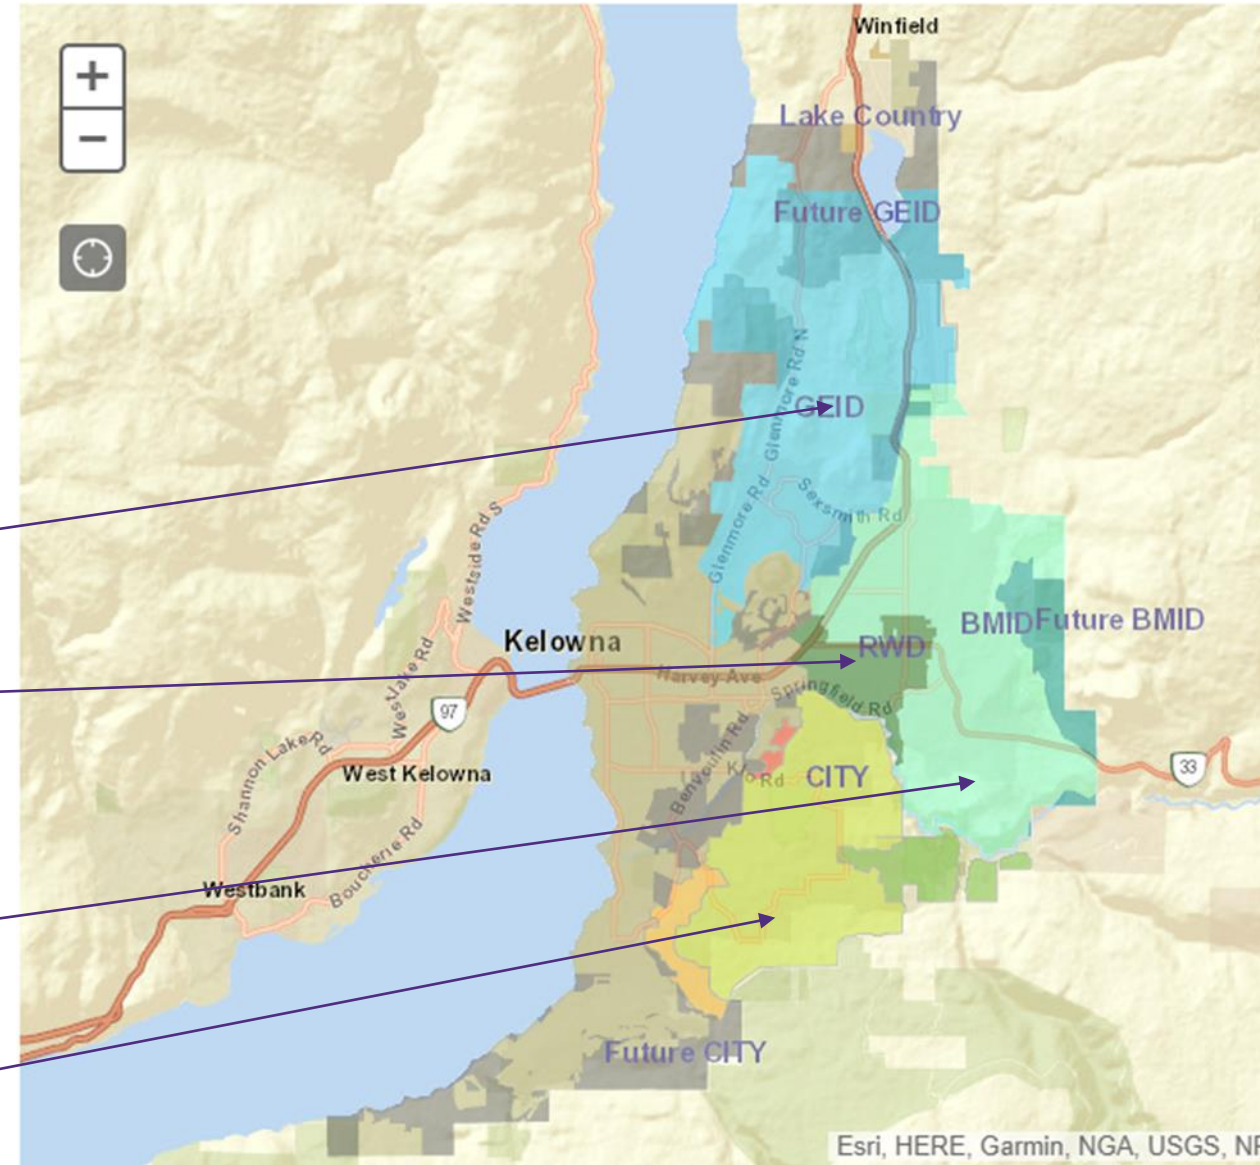 +
Winfield
−
Lake Country
Future GEID
Glenmore Rd N
GEID
Glenmore Rd
Sexsmith Rd
Westside Rd S
Kelowna
BMID
Future BMID
RWD
Westlake Rd
Harvey Ave
Springfield Rd
97
Benvoulin Rd
Shannon Lake Rd
West Kelowna
Rd
CITY
33
Boucherie Rd
Westbank
Future CITY
Esri, HERE, Garmin, NGA, USGS,